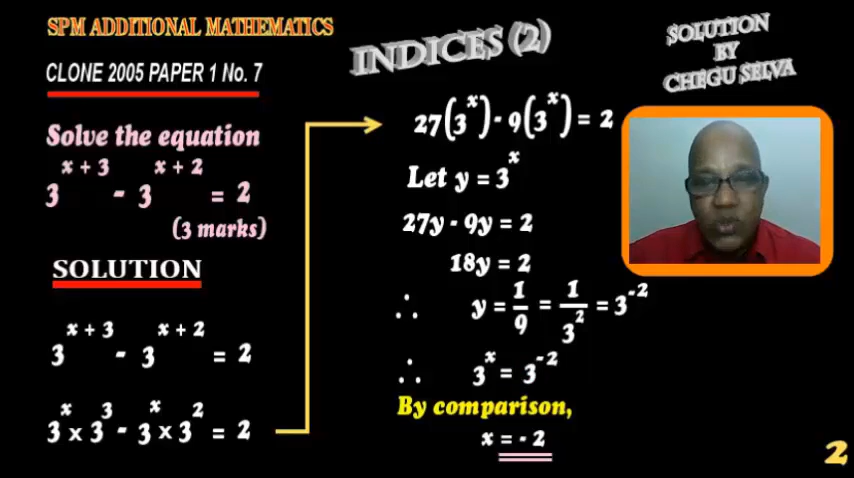 SPM ADDITIONAL MATHEMATICS
CLONE 2005 PAPER 1 No. 7
Solve the equation
3^(x + 3) - 3^(x + 2) = 2
(3 marks)
SOLUTION
3^(x + 3) - 3^(x + 2) = 2
3^x x 3^3 - 3^x x 3^2 = 2
INDICES (2)
27(3^x) - 9(3^x) = 2
Let y = 3^x
27y - 9y = 2
18y = 2
∴ y = 1/9 = 1/3^2 = 3^-2
∴ 3^x = 3^-2
By comparison,
x = - 2
SOLUTION
BY
CHEGU SELVA
2